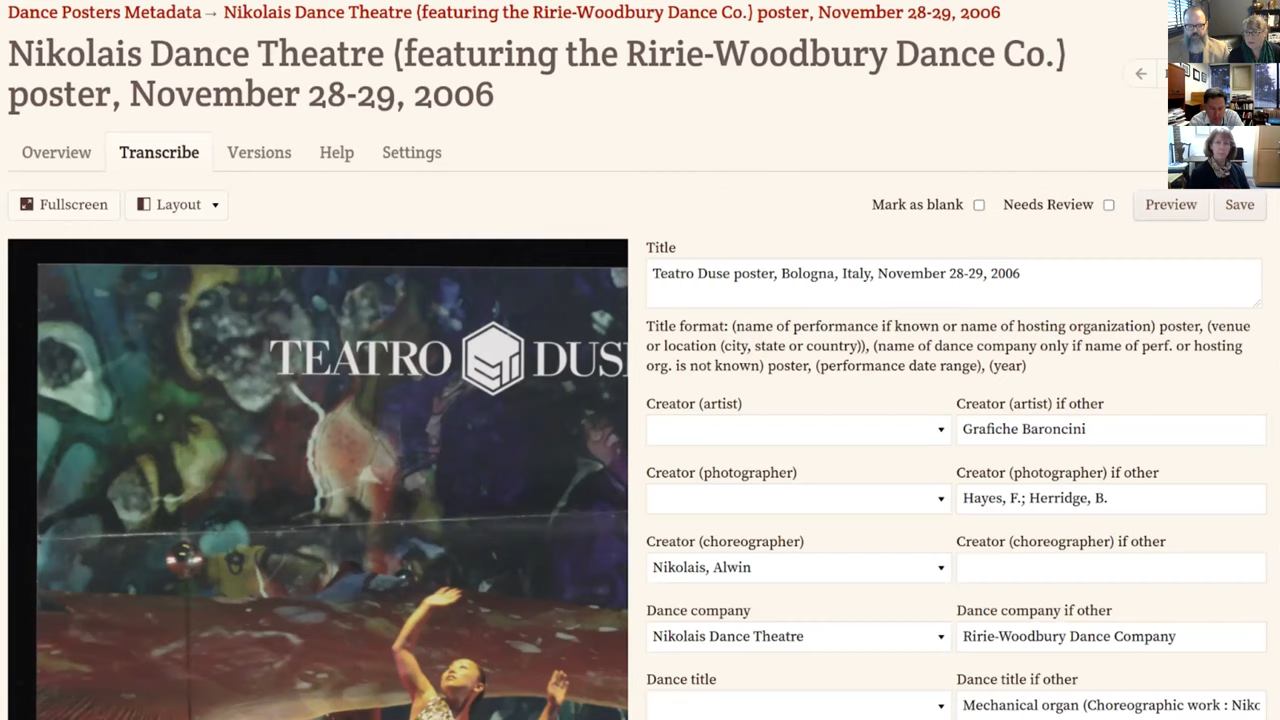 Dance Posters Metadata→ Nikolais Dance Theatre (featuring the Ririe-Woodbury Dance Co.) poster, November 28-29, 2006
Nikolais Dance Theatre (featuring the Ririe-Woodbury Dance Co.)
poster, November 28-29, 2006
Overview Transcribe Versions Help Settings
Fullscreen Layout Mark as blank Needs Review Preview Save
TEATRO DUS
Title
Teatro Duse poster, Bologna, Italy, November 28-29, 2006
Title format: (name of performance if known or name of hosting organization) poster, (venue
or location (city, state or country)), (name of dance company only if name of perf. or hosting
org. is not known) poster, (performance date range), (year)
Creator (artist) Creator (artist) if other
Grafiche Baroncini
Creator (photographer) Creator (photographer) if other
Hayes, F.; Herridge, B.
Creator (choreographer) Creator (choreographer) if other
Nikolais, Alwin
Dance company Dance company if other
Nikolais Dance Theatre Ririe-Woodbury Dance Company
Dance title Dance title if other
Mechanical organ (Choreographic work : Niko